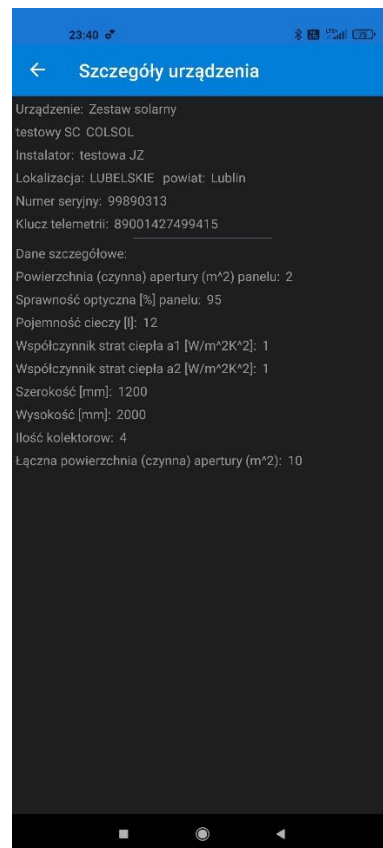 23:40
29
Szczegóły urządzenia
Urządzenie: Zestaw solarny
testowy SC COLSOL
Instalator: testowa JZ
Lokalizacja: LUBELSKIE powiat: Lublin
Numer seryjny: 99890313
Klucz telemetrii: 89001427499415
Dane szczegółowe:
Powierzchnia (czynna) apertury (m^2) panelu: 2
Sprawność optyczna [%] panelu: 95
Pojemność cieczy [l]: 12
Współczynnik strat ciepła a1 [W/m^2K^2]: 1
Współczynnik strat ciepła a2 [W/m^2K^2]: 1
Szerokość [mm]: 1200
Wysokość [mm]: 2000
Ilość kolektorow: 4
Łączna powierzchnia (czynna) apertury (m^2): 10